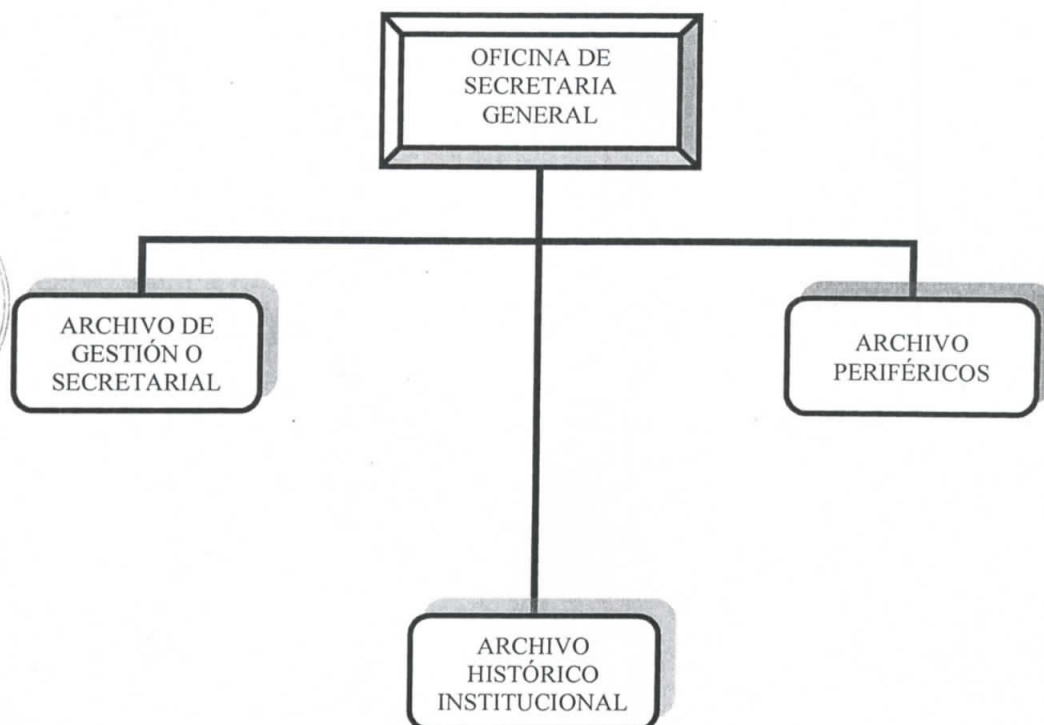 OFICINA DE
SECRETARIA
GENERAL
ARCHIVO DE
GESTIÓN O
SECRETARIAL
ARCHIVO
PERIFÉRICOS
ARCHIVO
HISTÓRICO
INSTITUCIONAL